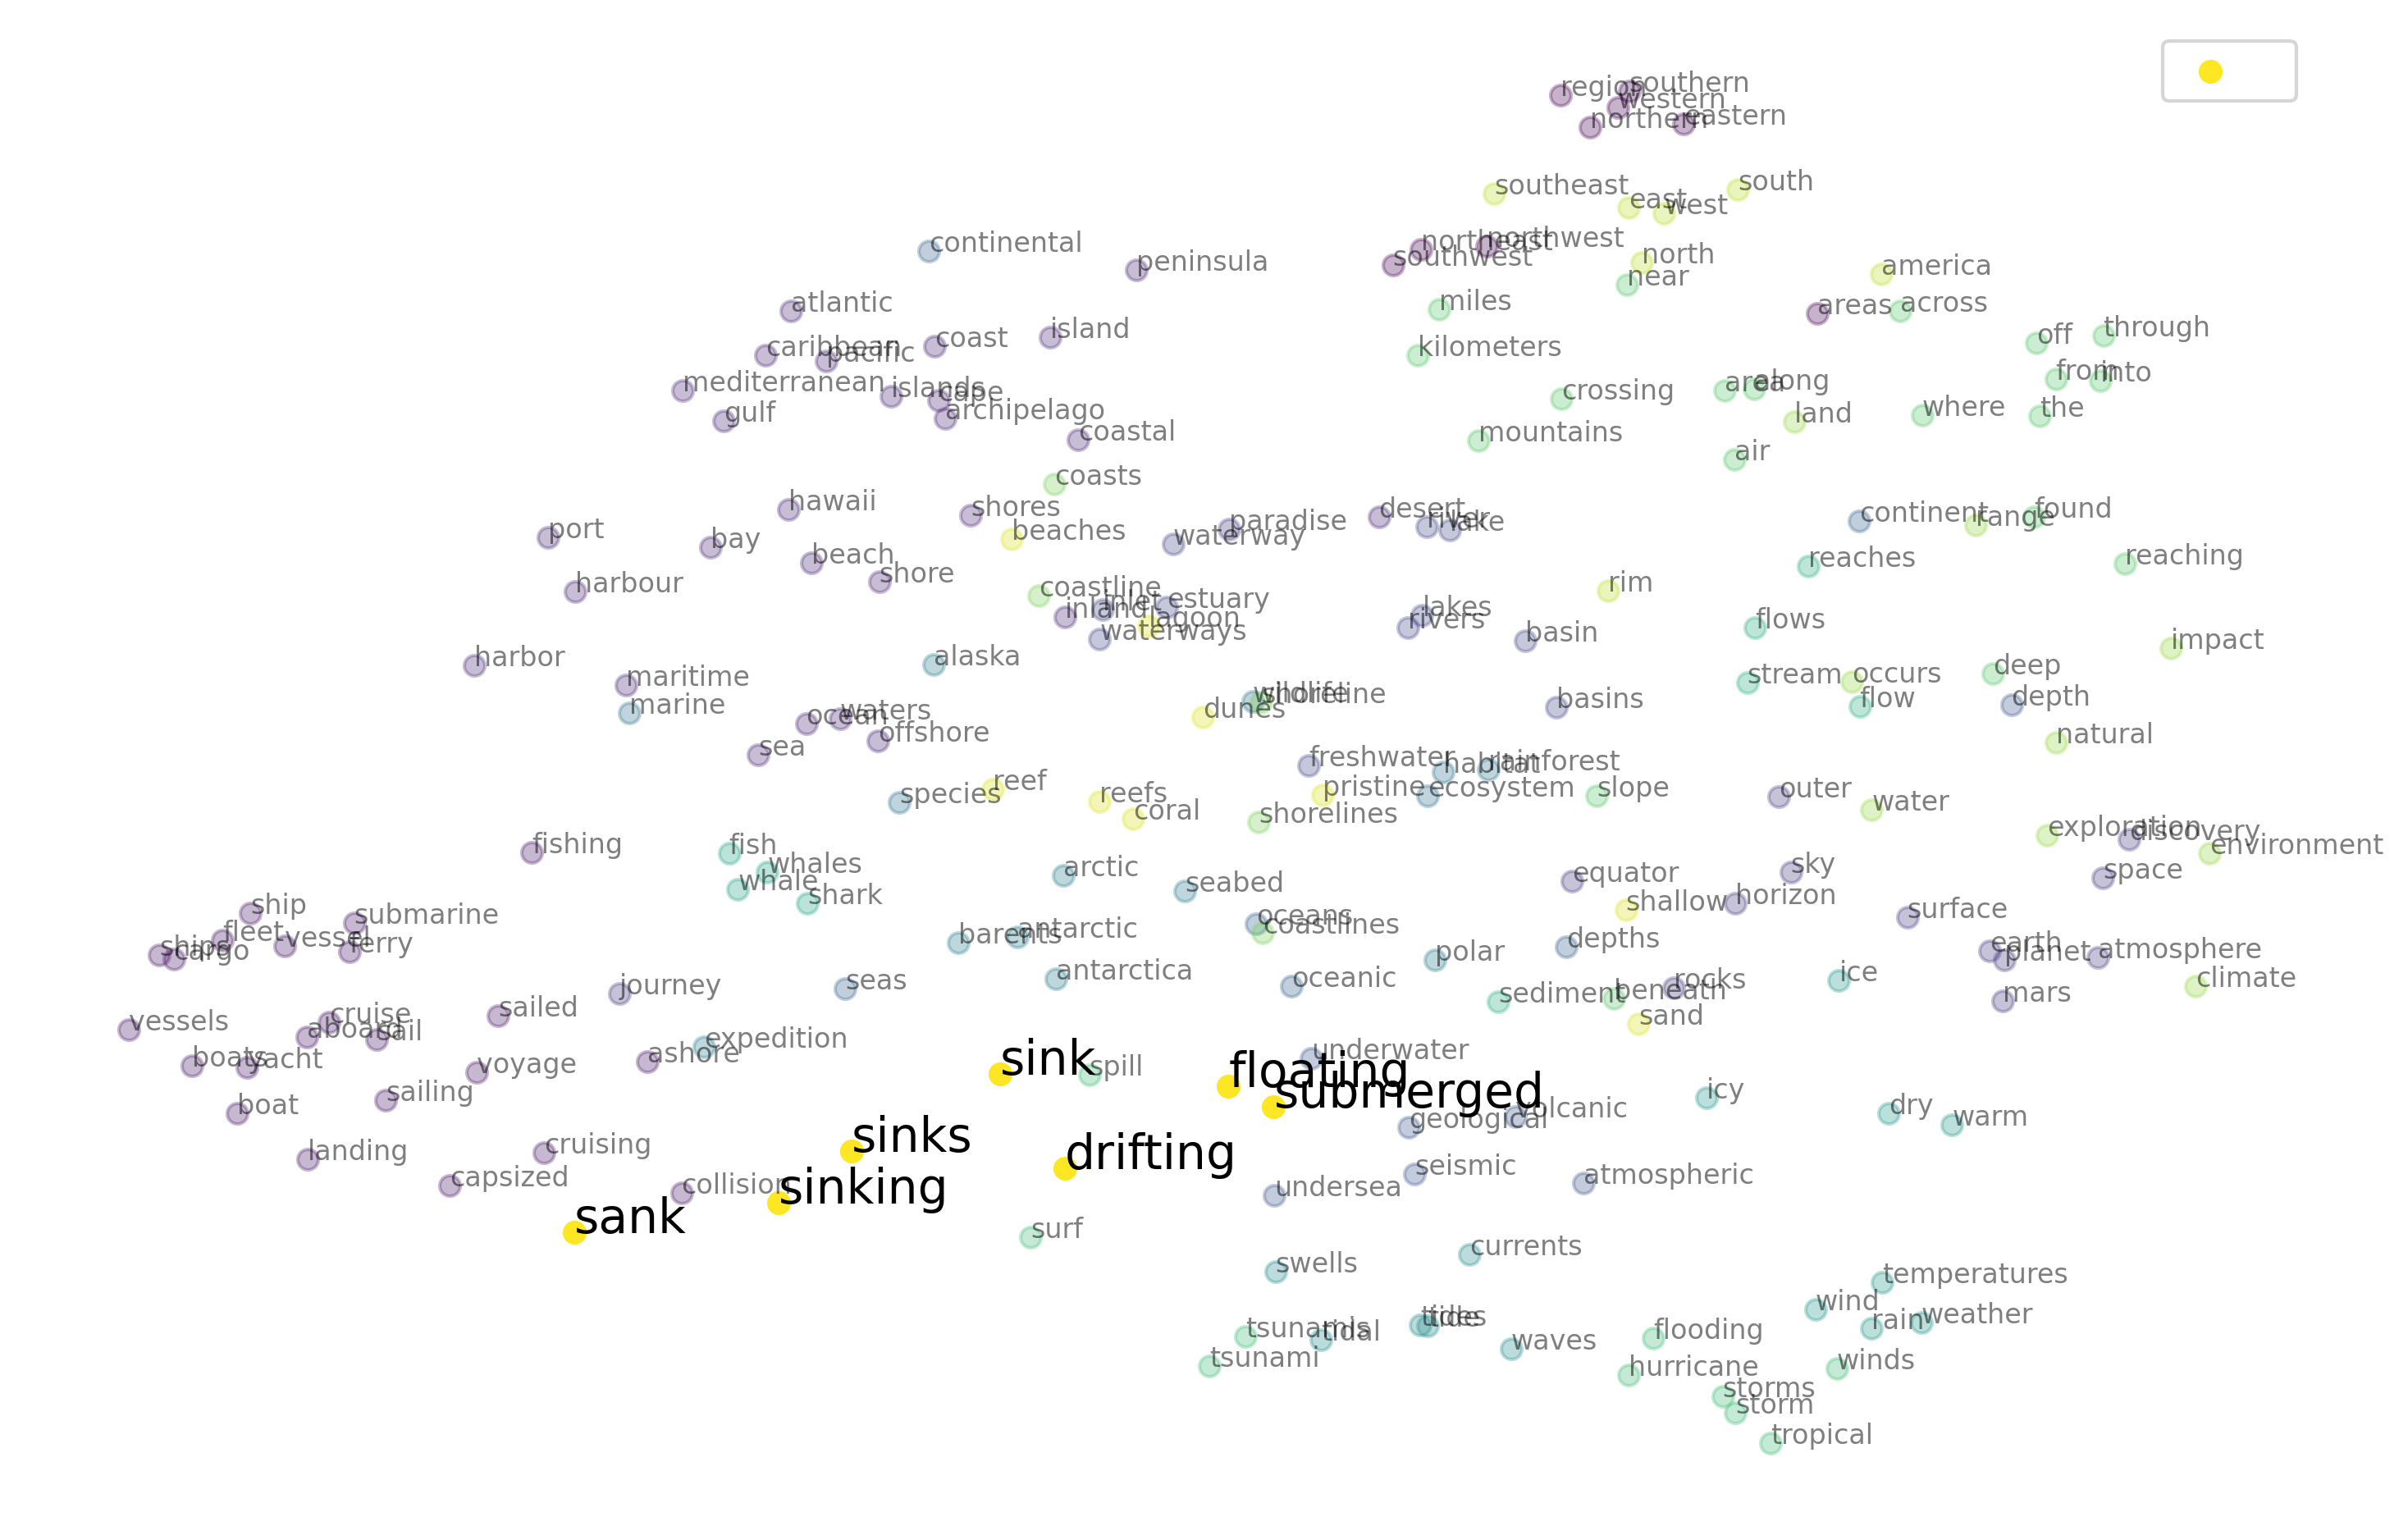 southern
region
western
northern
eastern
southeast
south
east
west
continental
northeast
northwest
peninsula
southwest
north
near
america
atlantic
miles
areas
across
island
coast
off
through
caribbean
pacific
kilometers
mediterranean
islands
cape
crossing
area
along
from
into
gulf
archipelago
land
where
the
coastal
mountains
air
coasts
hawaii
shores
desert
river
lake
paradise
continent
range
found
port
bay
beaches
waterway
beach
shore
reaches
reaching
harbour
coastline
rim
inlet
estuary
inland
lagoon
lakes
rivers
waterways
basin
flows
harbor
alaska
impact
maritime
marine
wildlife
shoreline
stream
occurs
deep
ocean
waters
dunes
basins
flow
depth
sea
offshore
natural
freshwater
habitat
rainforest
species
reef
reefs
coral
pristine
ecosystem
slope
outer
water
shorelines
exploration
discovery
environment
fishing
fish
whales
whale
shark
arctic
seabed
equator
sky
space
ship
submarine
shallow
horizon
surface
fleet
vessel
ferry
ships
cargo
barents
antarctic
oceans
coastlines
polar
depths
earth
planet
atmosphere
journey
seas
antarctica
oceanic
sediment
beneath
rocks
ice
mars
climate
vessels
cruise
sailed
aboard
sail
sand
expedition
ashore
boats
yacht
voyage
sink
spill
underwater
floating
submerged
boat
sailing
icy
geological
volcanic
dry
warm
landing
cruising
sinks
drifting
capsized
collision
sinking
seismic
atmospheric
undersea
sank
surf
swells
currents
temperatures
tsunamis
tidal
tides
tide
waves
flooding
wind
rain
weather
tsunami
hurricane
winds
storms
storm
tropical